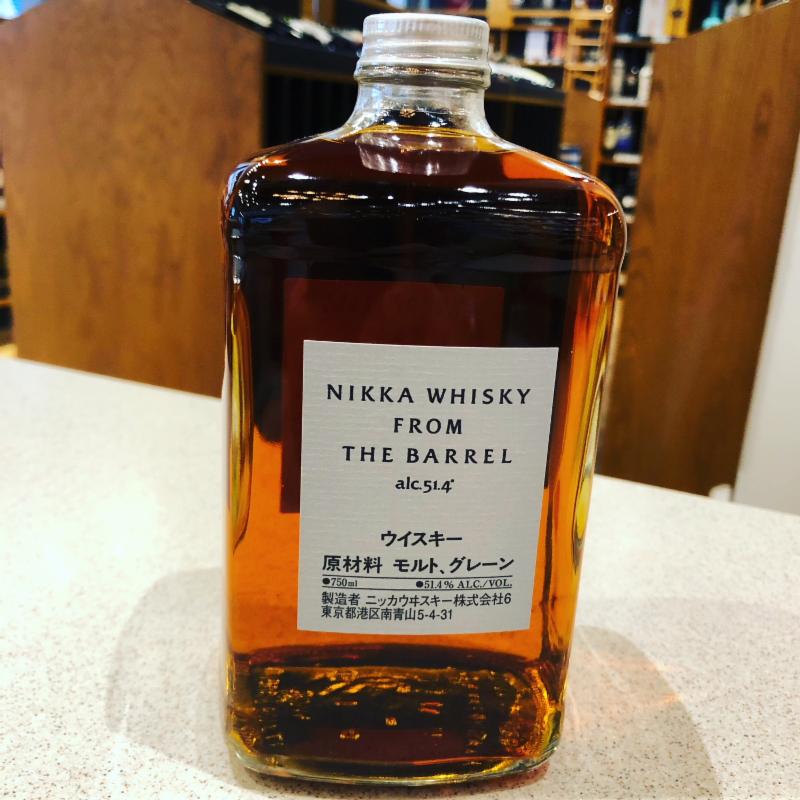 NIKKA WHISKY
FROM
THE BARREL
alc.51.4°
ウイスキー
原材料 モルト、グレーン
●750ml ●51.4% ALC./VOL.
製造者 ニッカウヰスキー株式会社6
東京都港区南青山5-4-31